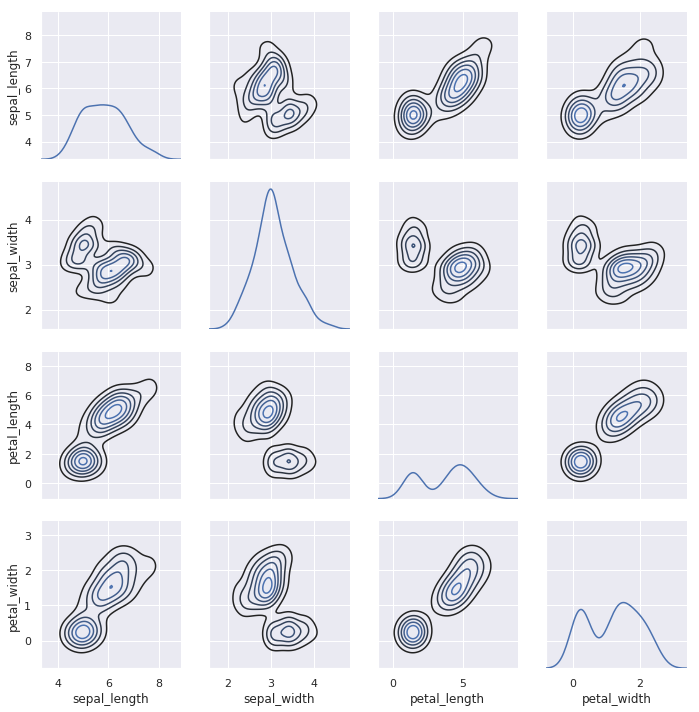 sepal_length
8
7
6
5
4
sepal_width
4
3
2
petal_length
8
6
4
2
0
petal_width
3
2
1
0
4 6 8 2 3 4 0 5 0 2
sepal_length sepal_width petal_length petal_width